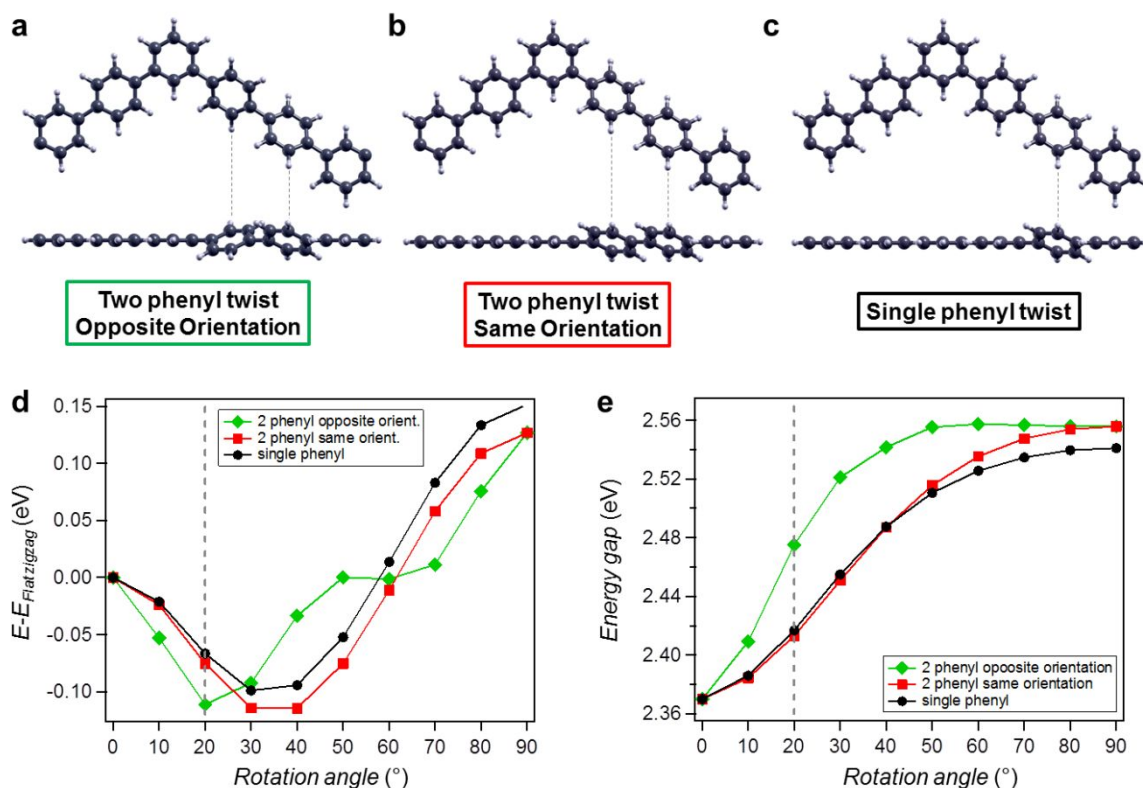 a
b
c
Two phenyl twist
Opposite Orientation
Two phenyl twist
Same Orientation
Single phenyl twist
d
e
0.15
0.10
0.05
0.00
-0.05
-0.10
E-E_Flat zigzag (eV)
2 phenyl opposite orient.
2 phenyl same orient.
single phenyl
0 10 20 30 40 50 60 70 80 90
Rotation angle (°)
2.56
2.52
2.48
2.44
2.40
2.36
Energy gap (eV)
2 phenyl opposite orientation
2 phenyl same orientation
single phenyl
0 10 20 30 40 50 60 70 80 90
Rotation angle (°)